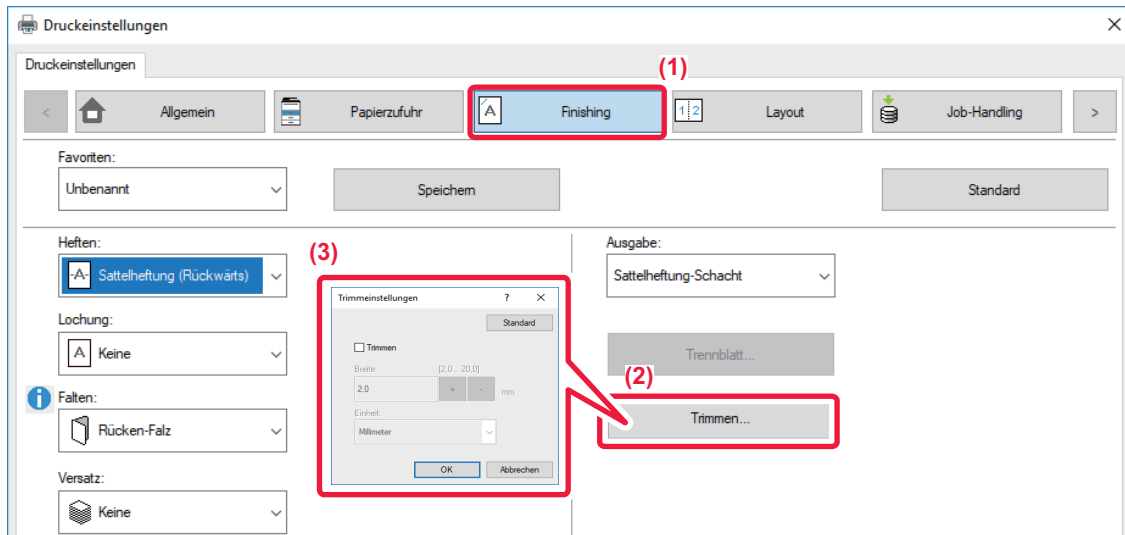 Druckeinstellungen
Druckeinstellungen
(1)
< Allgemein Papierzufuhr A Finishing 1 2 Layout Job-Handling >
Favoriten:
Unbenannt Speichern Standard
Heften:
-A- Sattelheftung (Rückwärts)
Lochung:
A Keine
Falten:
Rücken-Falz
Versatz:
Keine
(3)
Trimmeinstellungen ? ×
Standard
Trimmen
Breite: [2,0 .. 20,0]
2,0 + - mm
Einheit:
Millimeter
OK Abbrechen
Ausgabe:
Sattelheftung-Schacht
Trennblatt...
(2)
Trimmen...